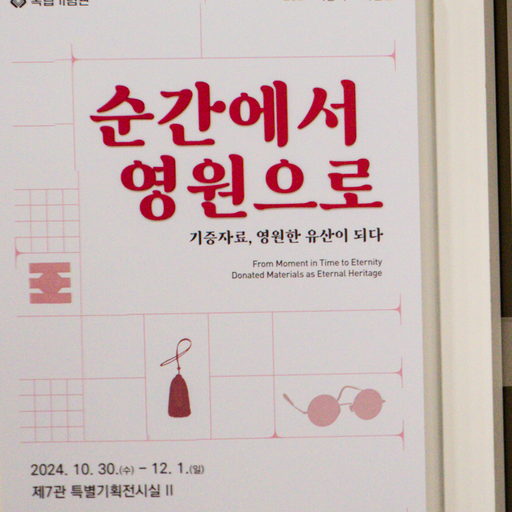 순간에서
영원으로
기증자료, 영원한 유산이 되다
From Moment in Time to Eternity
Donated Materials as Eternal Heritage
2024. 10. 30.(수) – 12. 1.(일)
제7관 특별기획전시실 II